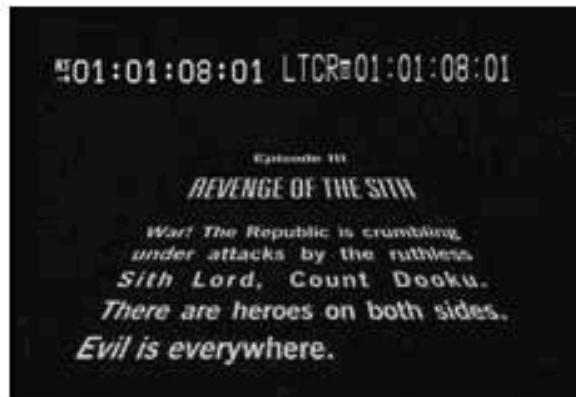 01:01:08:01 LTCR 01:01:08:01
Episode III
REVENGE OF THE SITH
War! The Republic is crumbling
under attacks by the ruthless
Sith Lord, Count Dooku.
There are heroes on both sides.
Evil is everywhere.